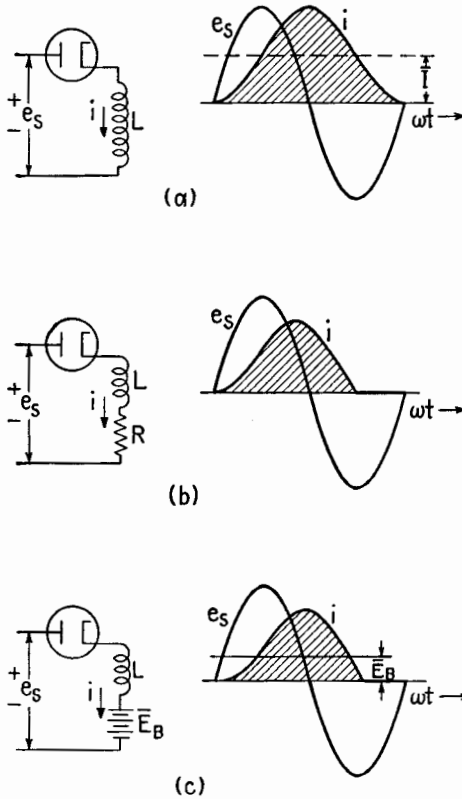 e_s i
Ī
+
e_s i L
−
ωt
(a)
e_s i
+ L
e_s i
− R
ωt
(b)
e_s i
+ L
e_s i
− Ē_B
Ē_B
ωt
(c)